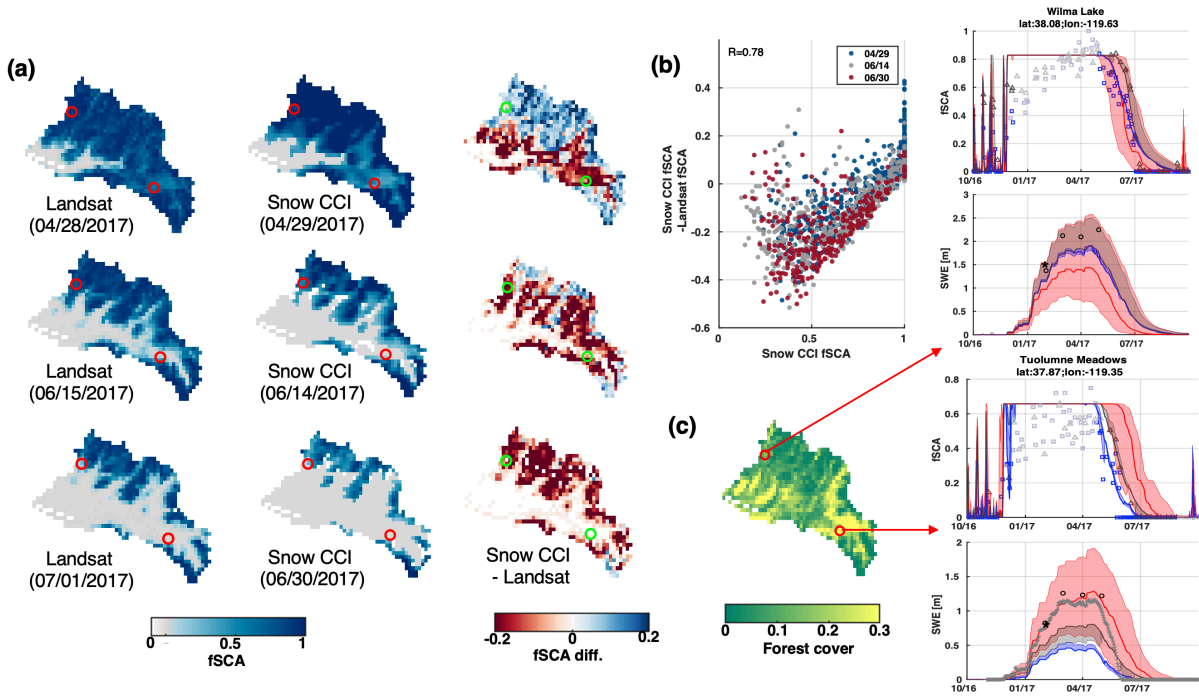 (a)
Landsat
(04/28/2017)
Snow CCI
(04/29/2017)
Landsat
(06/15/2017)
Snow CCI
(06/14/2017)
Landsat
(07/01/2017)
Snow CCI
(06/30/2017)
Snow CCI
- Landsat
0 0.5 1
fSCA
-0.2 0 0.2
fSCA diff.
(b)
R=0.78
04/29
06/14
06/30
0.4
0.2
0
-0.2
-0.4
-0.6
Snow CCI fSCA
-Landsat fSCA
0 0.5 1
Snow CCI fSCA
(c)
0 0.1 0.2 0.3
Forest cover
Wilma Lake
lat:38.08;lon:-119.63
1
0.8
0.6
0.4
0.2
0
fSCA
10/16 01/17 04/17 07/17
3
2.5
2
1.5
1
0.5
0
SWE [m]
10/16 01/17 04/17 07/17
Tuolumne Meadows
lat:37.87;lon:-119.35
0.8
0.6
0.4
0.2
0
fSCA
10/16 01/17 04/17 07/17
2
1.5
1
0.5
0
SWE [m]
10/16 01/17 04/17 07/17